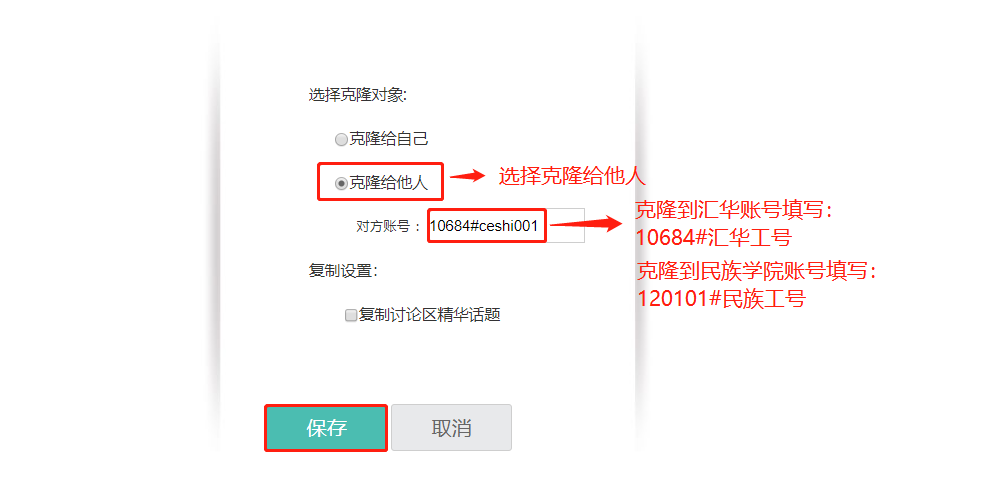 选择克隆对象:
克隆给自己
克隆给他人
选择克隆给他人
对方账号： 10684#ceshi001
克隆到汇华账号填写：
10684#汇华工号
克隆到民族学院账号填写：
120101#民族工号
复制设置：
复制讨论区精华话题
保存 取消